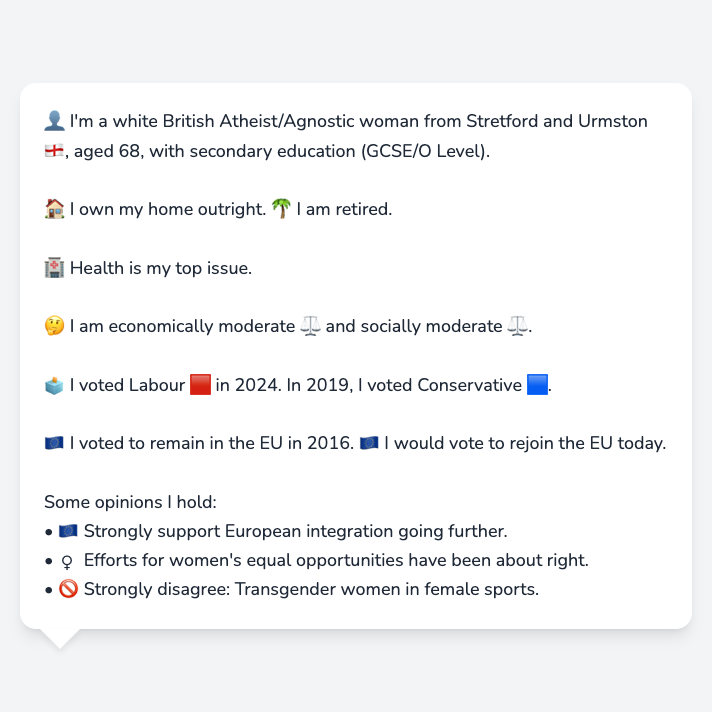 👤 I'm a white British Atheist/Agnostic woman from Stretford and Urmston
🏴󠁧󠁢󠁥󠁮󠁧󠁿, aged 68, with secondary education (GCSE/O Level).
🏠 I own my home outright. 🌴 I am retired.
🏥 Health is my top issue.
🤔 I am economically moderate ⚖️ and socially moderate ⚖️.
🗳️ I voted Labour 🟥 in 2024. In 2019, I voted Conservative 🟦.
🇪🇺 I voted to remain in the EU in 2016. 🇪🇺 I would vote to rejoin the EU today.
Some opinions I hold:
• 🇪🇺 Strongly support European integration going further.
• ♀ Efforts for women's equal opportunities have been about right.
• 🚫 Strongly disagree: Transgender women in female sports.